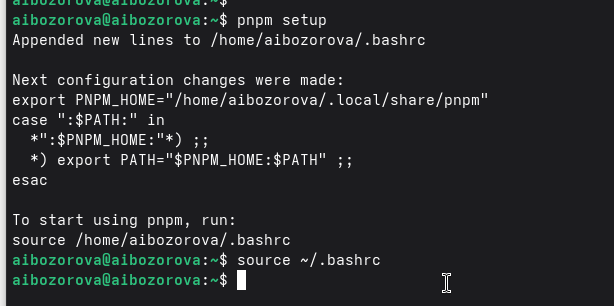 aibozorova@aibozorova:~$
aibozorova@aibozorova:~$ pnpm setup
Appended new lines to /home/aibozorova/.bashrc

Next configuration changes were made:
export PNPM_HOME="/home/aibozorova/.local/share/pnpm"
case ":$PATH:" in
  *":$PNPM_HOME:"*) ;;
  *) export PATH="$PNPM_HOME:$PATH" ;;
esac

To start using pnpm, run:
source /home/aibozorova/.bashrc
aibozorova@aibozorova:~$ source ~/.bashrc
aibozorova@aibozorova:~$